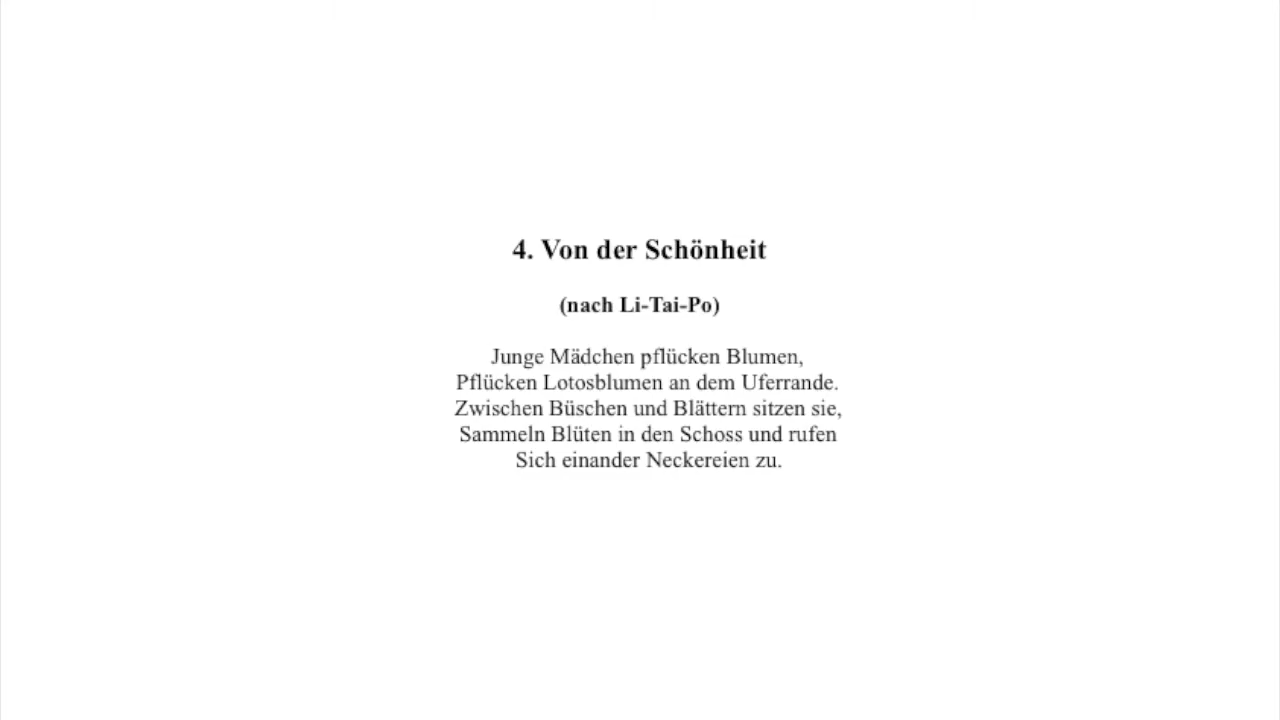 4. Von der Schönheit
(nach Li-Tai-Po)
Junge Mädchen pflücken Blumen,
Pflücken Lotosblumen an dem Uferrande.
Zwischen Büschen und Blättern sitzen sie,
Sammeln Blüten in den Schoss und rufen
Sich einander Neckereien zu.